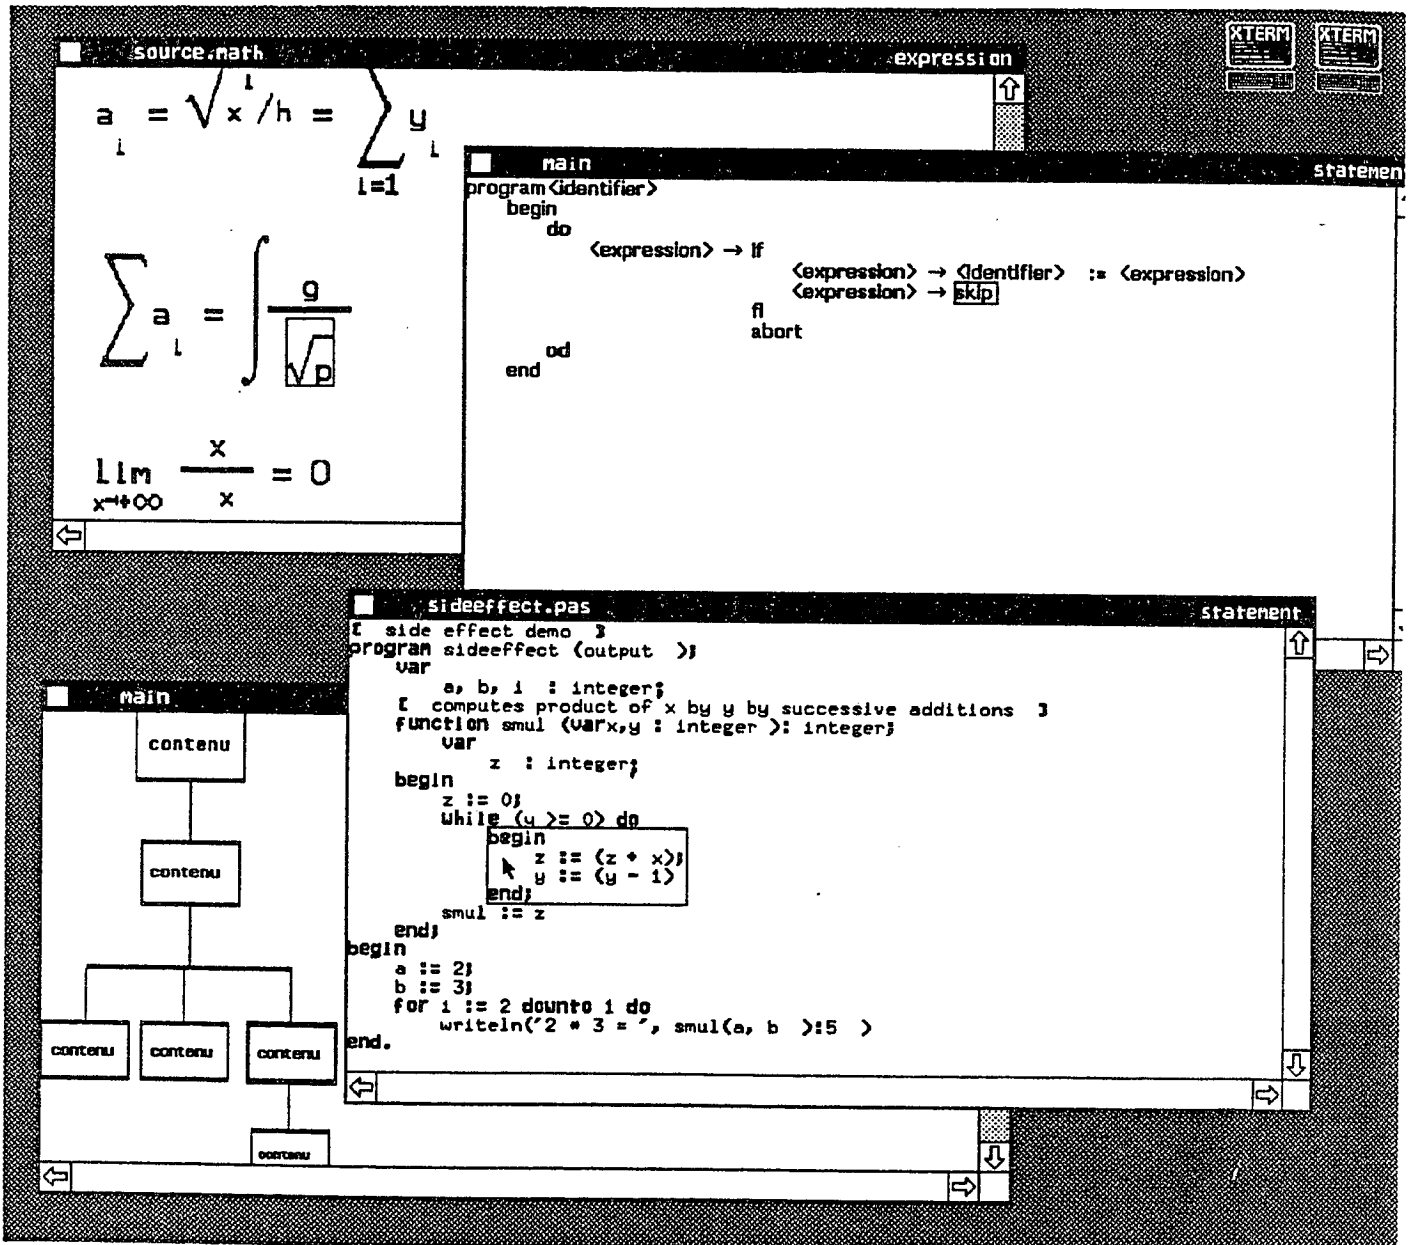 XTERM XTERM
source.math expression
i
a = √x /h = ∑ y
i i
i=1
∑ a = ∫ g
i √p
x
lim = 0
x→+∞ x
main statemen
program <identifier>
begin
do
<expression> → if
<expression> → <identifier> := <expression>
<expression> → skip
fi
abort
od
end
sideeffect.pas statement
{ side effect demo }
program sideeffect (output );
var
a, b, i : integer;
{ computes product of x by y by successive additions }
function smul (varx,y : integer ): integer;
var
z : integer;
begin
z := 0;
while (y >= 0) do
begin
z := (z + x);
y := (y - 1)
end;
smul := z
end;
begin
a := 2;
b := 3;
for i := 2 downto 1 do
writeln('2 * 3 = ', smul(a, b ):5 )
end.
main
contenu
contenu
contenu contenu contenu
contenu